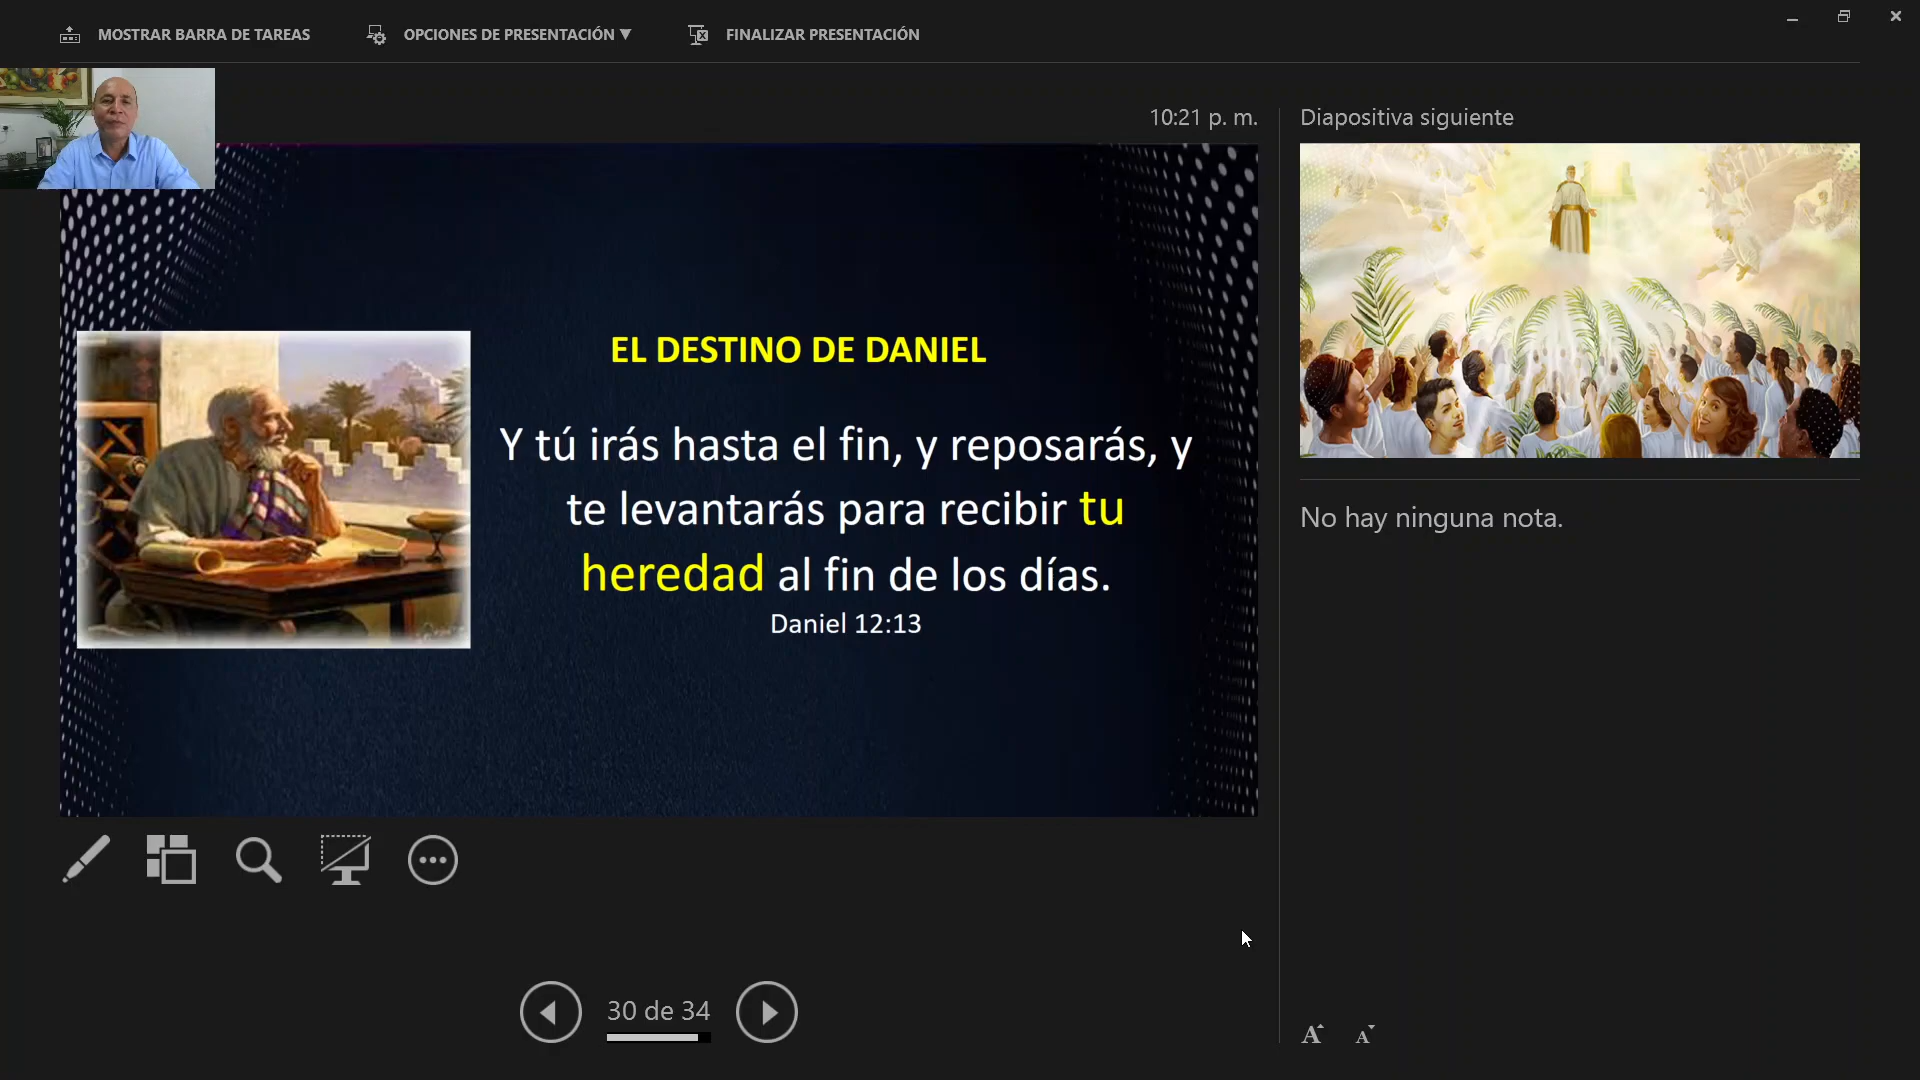 MOSTRAR BARRA DE TAREAS
OPCIONES DE PRESENTACIÓN ▼
FINALIZAR PRESENTACIÓN
10:21 p. m.
Diapositiva siguiente
EL DESTINO DE DANIEL
Y tú irás hasta el fin, y reposarás, y
te levantarás para recibir tu
heredad al fin de los días.
Daniel 12:13
No hay ninguna nota.
30 de 34
A A